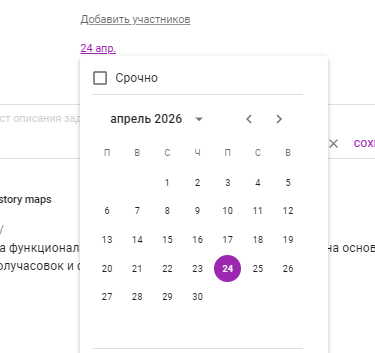 Добавить участников
24 апр.
Срочно
ст описания зад
апрель 2026
П В С Ч П С В
1 2 3 4 5
6 7 8 9 10 11 12
13 14 15 16 17 18 19
20 21 22 23 24 25 26
27 28 29 30
сох
story maps
/
а функционал
на основ
олучасовок и с